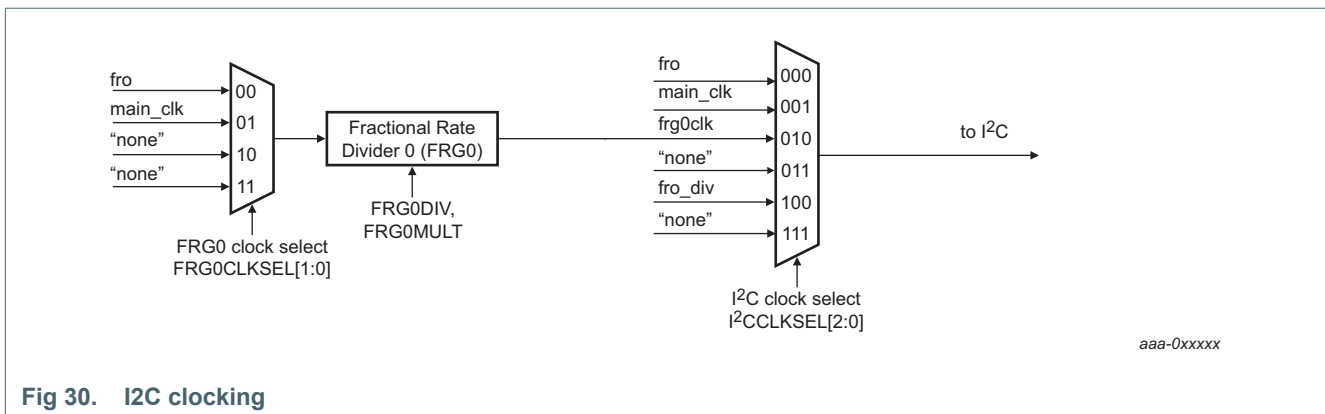 fro
main_clk
“none”
“none”
00
01
10
11
FRG0 clock select
FRG0CLKSEL[1:0]
Fractional Rate
Divider 0 (FRG0)
FRG0DIV,
FRG0MULT
fro
main_clk
frg0clk
“none”
fro_div
“none”
000
001
010
011
100
111
I2C clock select
I2CCLKSEL[2:0]
to I2C
aaa-0xxxxx
Fig 30. I2C clocking